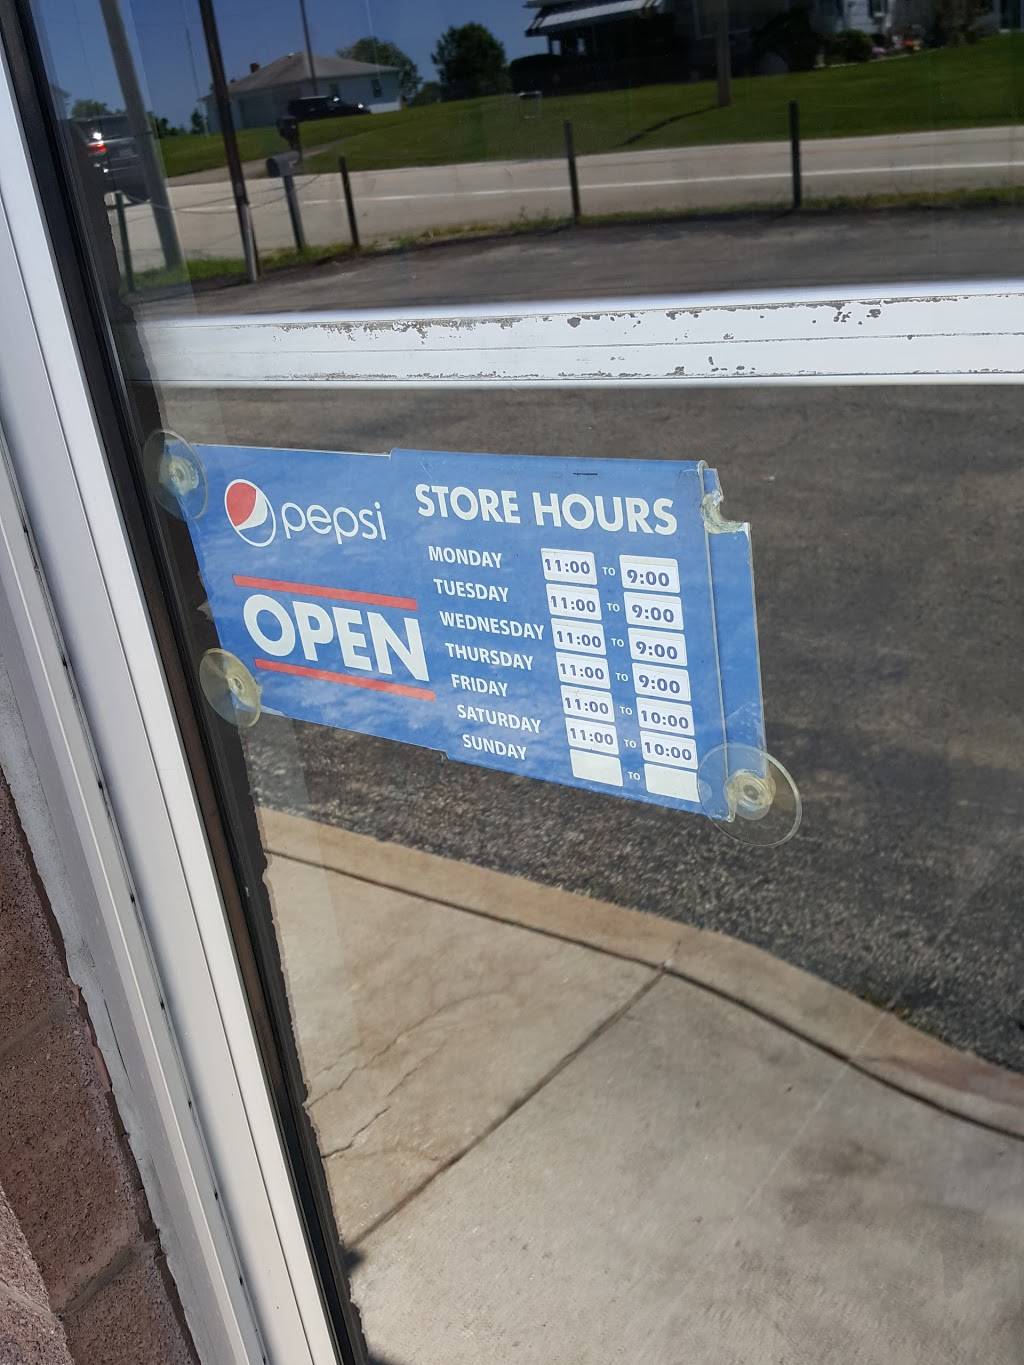 pepsi
OPEN
STORE HOURS
MONDAY 11:00 TO 9:00
TUESDAY 11:00 TO 9:00
WEDNESDAY 11:00 TO 9:00
THURSDAY 11:00 TO 9:00
FRIDAY 11:00 TO 10:00
SATURDAY 11:00 TO 10:00
SUNDAY TO